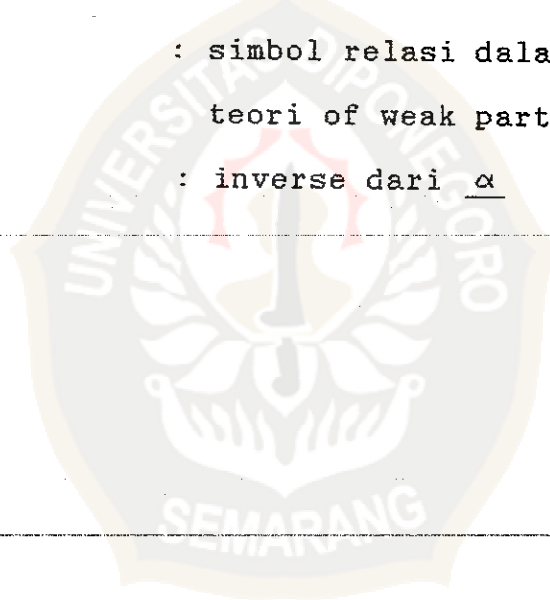 : simbol relasi dala
teori of weak part
: inverse dari α
UNIVERSITAS DIPONEGORO
SEMARANG